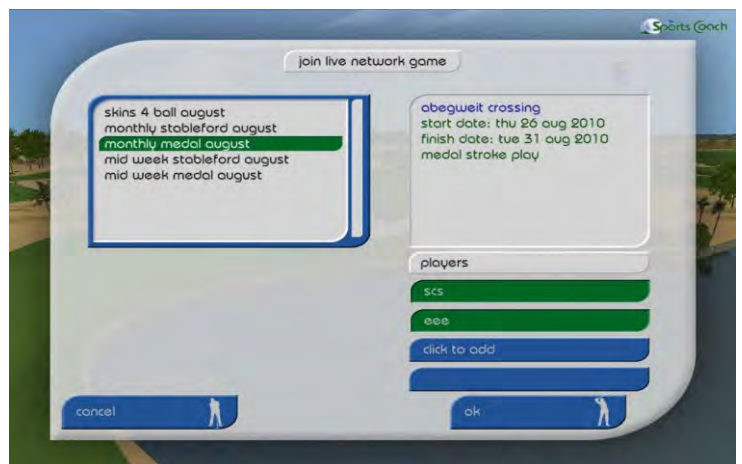 Sports Coach
join live network game
skins 4 ball august
monthly stableford august
monthly medal august
mid week stableford august
mid week medal august
abegweit crossing
start date: thu 26 aug 2010
finish date: tue 31 aug 2010
medal stroke play
players
scs
eee
click to add
cancel
ok